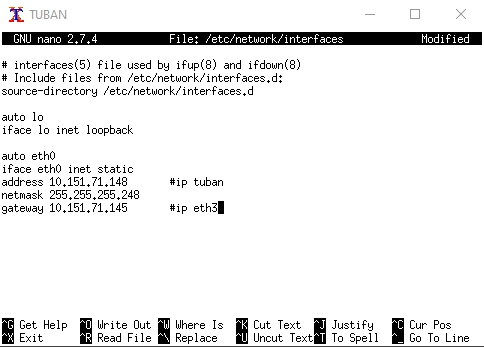 TUBAN
GNU nano 2.7.4 File: /etc/network/interfaces Modified
# interfaces(5) file used by ifup(8) and ifdown(8)
# Include files from /etc/network/interfaces.d:
source-directory /etc/network/interfaces.d
auto lo
iface lo inet loopback
auto eth0
iface eth0 inet static
address 10.151.71.148 #ip tuban
netmask 255.255.255.248
gateway 10.151.71.145 #ip eth3
^G Get Help ^O Write Out ^W Where Is ^K Cut Text ^J Justify ^C Cur Pos
^X Exit ^R Read File ^\ Replace ^U Uncut Text ^T To Spell ^_ Go To Line